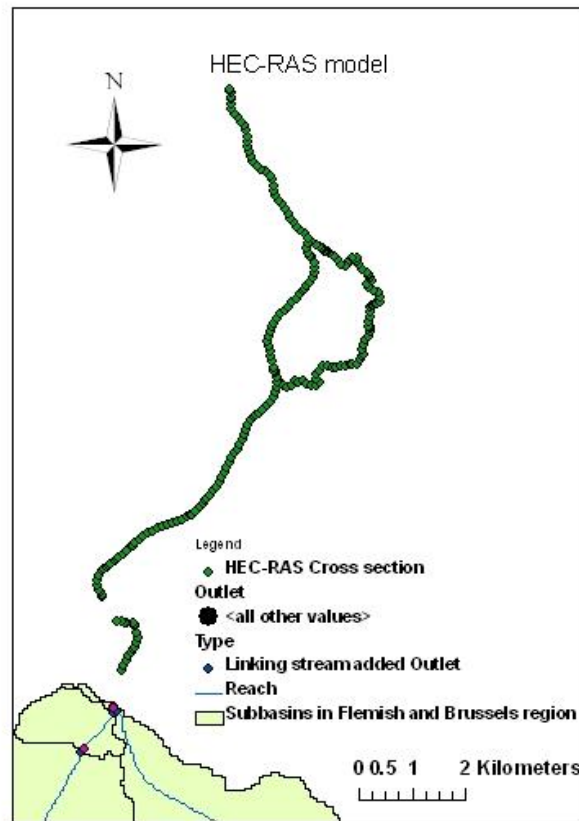 HEC-RAS model
N
Legend
HEC-RAS Cross section
Outlet
<all other values>
Type
Linking stream added Outlet
Reach
Subbasins in Flemish and Brussels region
0 0.5 1 2 Kilometers